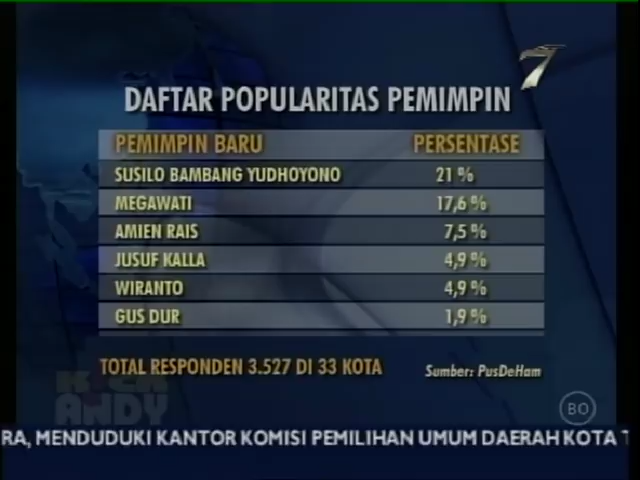 7
DAFTAR POPULARITAS PEMIMPIN
PEMIMPIN BARU PERSENTASE
SUSILO BAMBANG YUDHOYONO 21 %
MEGAWATI 17,6 %
AMIEN RAIS 7,5 %
JUSUF KALLA 4,9 %
WIRANTO 4,9 %
GUS DUR 1,9 %
TOTAL RESPONDEN 3.527 DI 33 KOTA
Sumber: PusDeHam
KICK
ANDY
BO
RA, MENDUDUKI KANTOR KOMISI PEMILIHAN UMUM DAERAH KOTA T